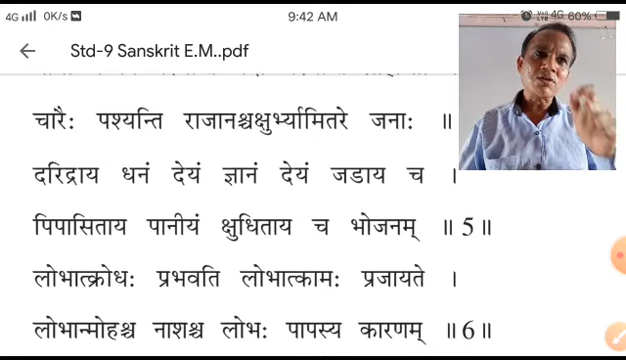 4G 0K/s 9:42 AM VoLTE 4G 60%
Std-9 Sanskrit E.M..pdf
चारै: पश्यन्ति राजानश्चक्षुर्भ्यामितरे जना: ॥
दरिद्राय धनं देयं ज्ञानं देयं जडाय च ।
पिपासिताय पानीयं क्षुधिताय च भोजनम् ॥ 5 ॥
लोभात्क्रोध: प्रभवति लोभात्काम: प्रजायते ।
लोभान्मोहश्च नाशश्च लोभ: पापस्य कारणम् ॥ 6 ॥